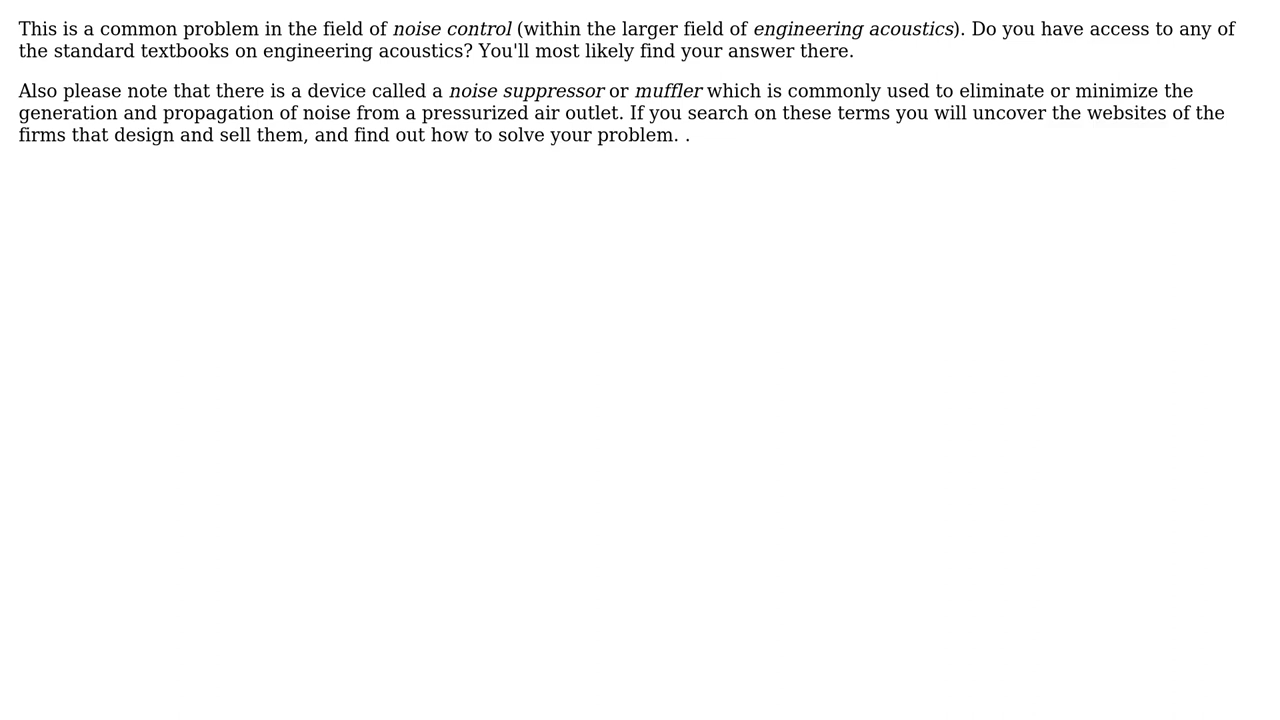 This is a common problem in the field of noise control (within the larger field of engineering acoustics). Do you have access to any of
the standard textbooks on engineering acoustics? You'll most likely find your answer there.
Also please note that there is a device called a noise suppressor or muffler which is commonly used to eliminate or minimize the
generation and propagation of noise from a pressurized air outlet. If you search on these terms you will uncover the websites of the
firms that design and sell them, and find out how to solve your problem. .